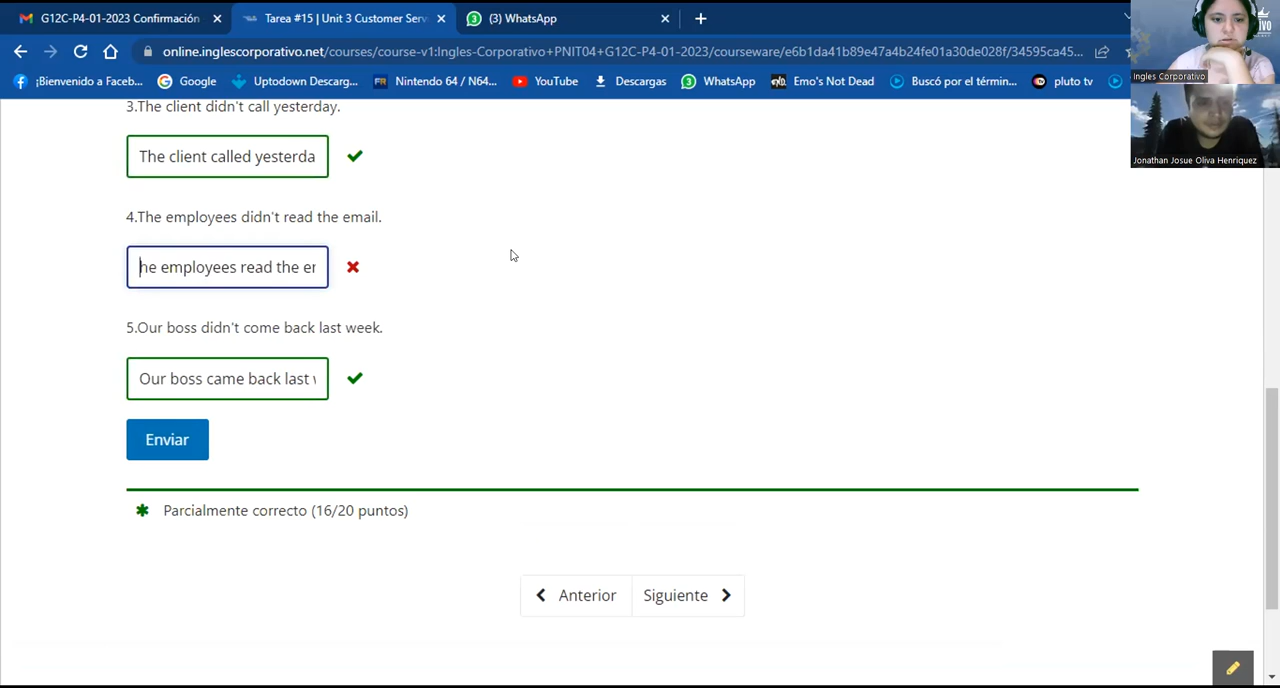 G12C-P4-01-2023 Confirmación
Tarea #15 | Unit 3 Customer Serv
(3) WhatsApp
online.inglescorporativo.net/courses/course-v1:Ingles-Corporativo+PNIT04+G12C-P4-01-2023/courseware/e6b1da41b89e47a4b24fe01a30de028f/34595ca45...
¡Bienvenido a Faceb...
Google
Uptodown Descarg...
Nintendo 64 / N64...
YouTube
Descargas
WhatsApp
Emo's Not Dead
Buscó por el términ...
pluto tv
Ingles Corporativo
Jonathan Josue Oliva Henriquez
3.The client didn't call yesterday.
The client called yesterda
4.The employees didn't read the email.
he employees read the er
5.Our boss didn't come back last week.
Our boss came back last
Enviar
Parcialmente correcto (16/20 puntos)
Anterior
Siguiente